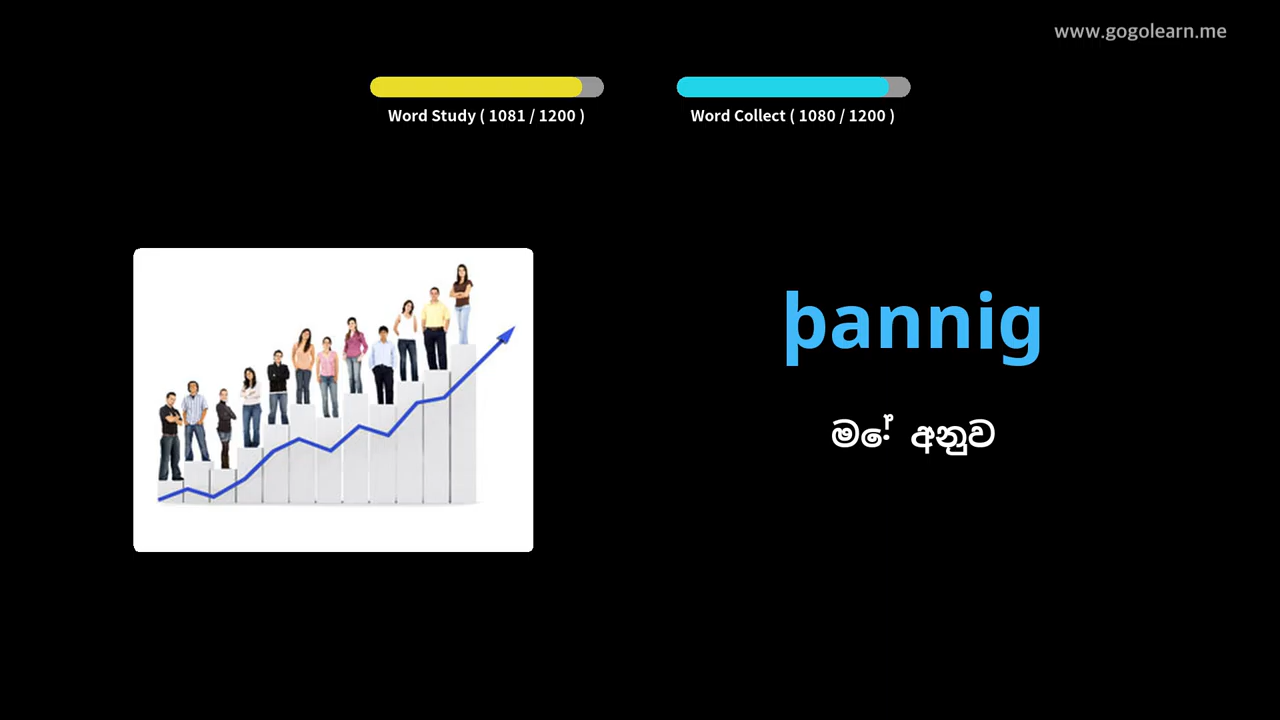 www.gogolearn.me
Word Study ( 1081 / 1200 )
Word Collect ( 1080 / 1200 )
þannig
මේ අනුව